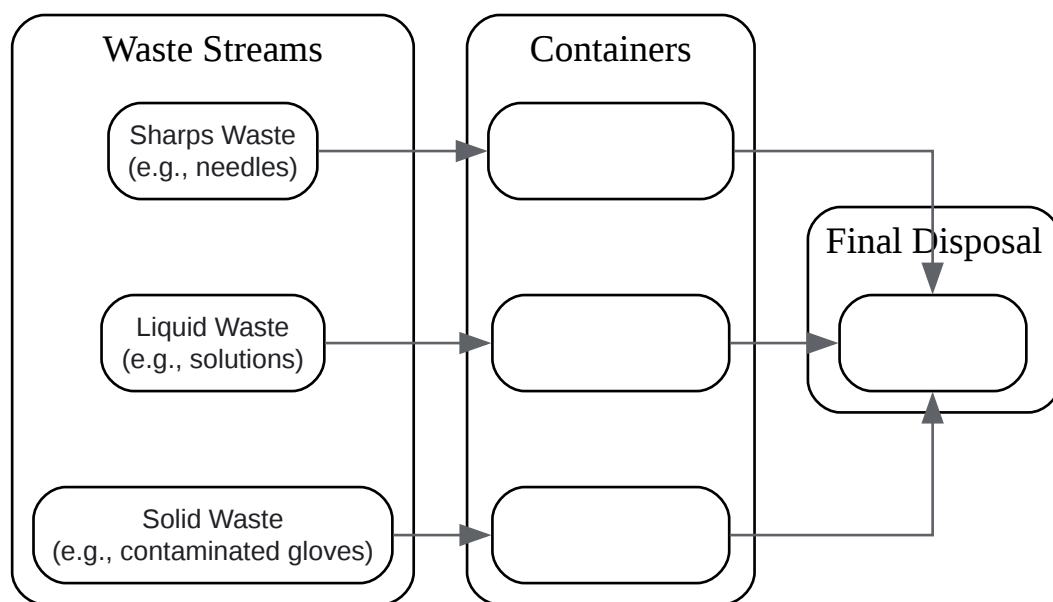 Waste Streams
Containers
Sharps Waste
(e.g., needles)
Final Disposal
Liquid Waste
(e.g., solutions)
Solid Waste
(e.g., contaminated gloves)